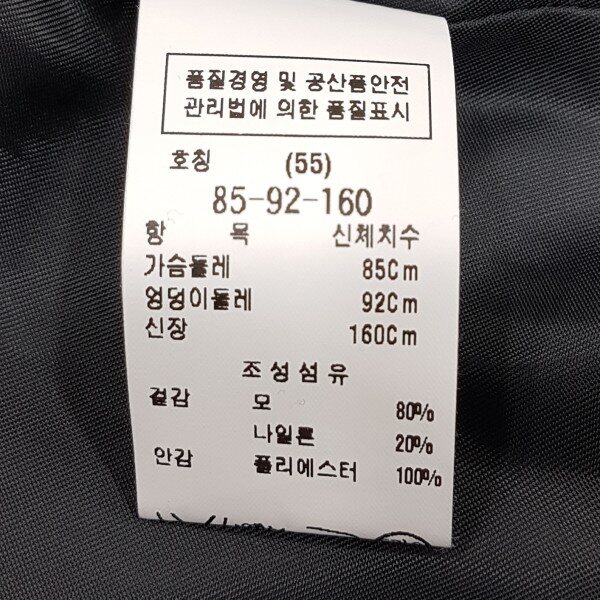 품질경영 및 공산품안전
관리법에 의한 품질표시
호칭 (55)
85-92-160
항 목 신체치수
가슴둘레 85Cm
엉덩이둘레 92Cm
신장 160Cm
조성섬유
겉감 모 80%
나일론 20%
안감 폴리에스터 100%